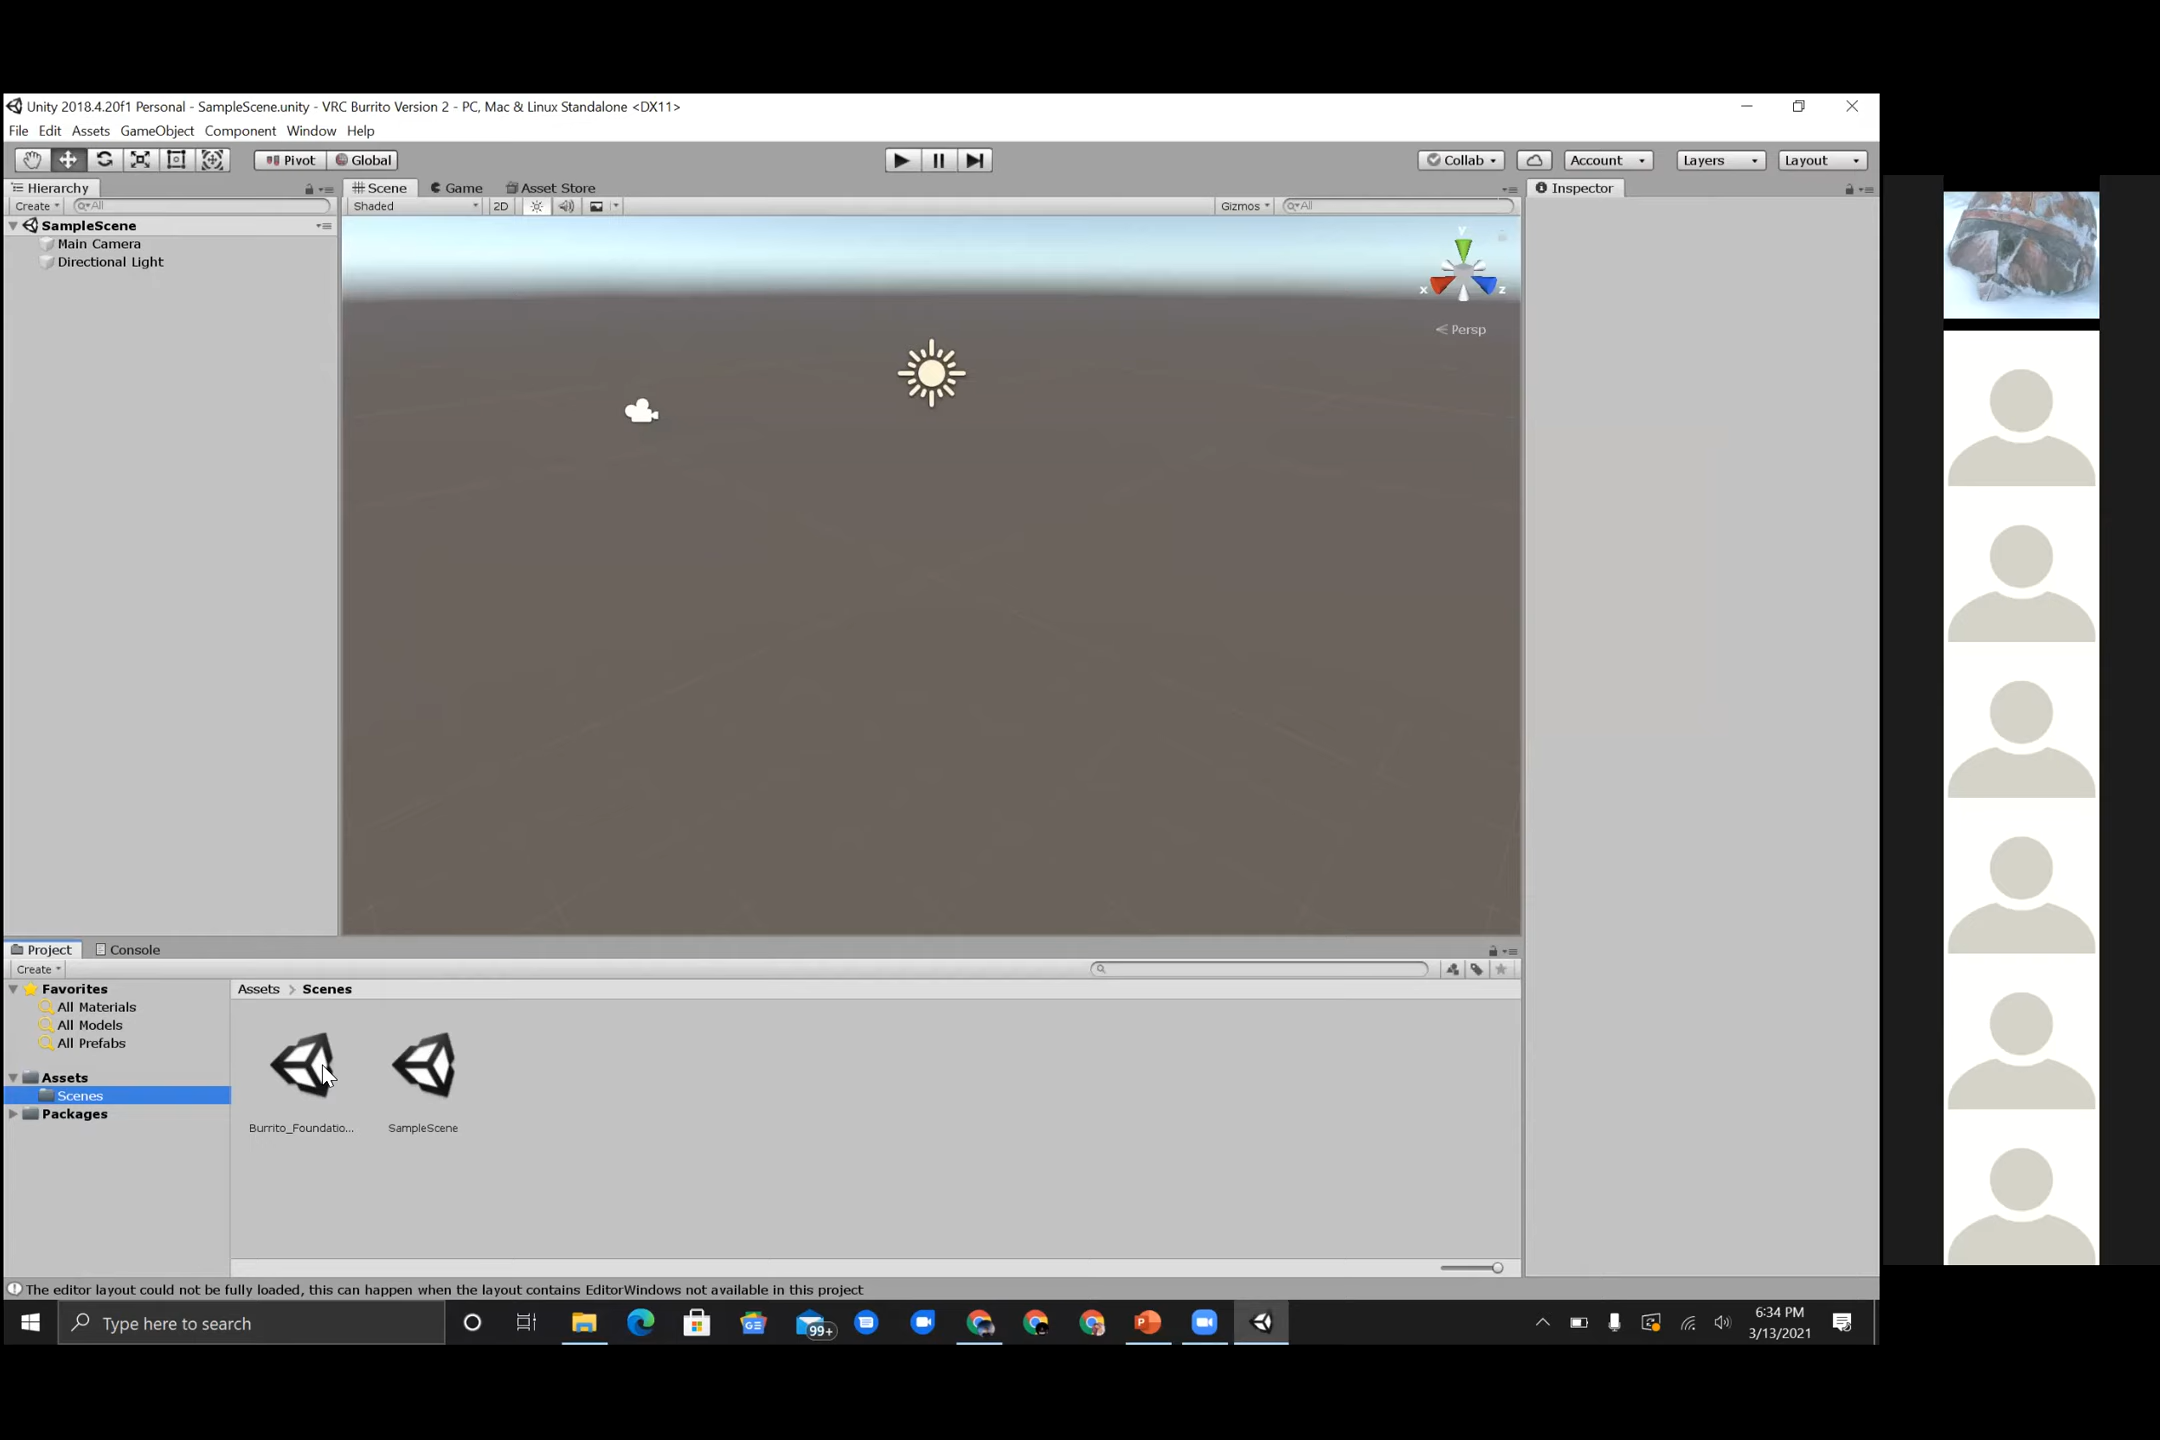 Unity 2018.4.20f1 Personal - SampleScene.unity - VRC Burrito Version 2 - PC, Mac & Linux Standalone <DX11>
File Edit Assets GameObject Component Window Help
Pivot Global Collab Account Layers Layout
Hierarchy Scene Game Asset Store Inspector
Create All Shaded 2D Gizmos All
SampleScene
Main Camera
Directional Light
y
x z
Persp
Project Console
Create
Favorites
All Materials
All Models
All Prefabs
Assets
Scenes
Packages
Assets > Scenes
Burrito_Foundatio... SampleScene
The editor layout could not be fully loaded, this can happen when the layout contains EditorWindows not available in this project
Type here to search
GE
99+
P
6:34 PM
3/13/2021